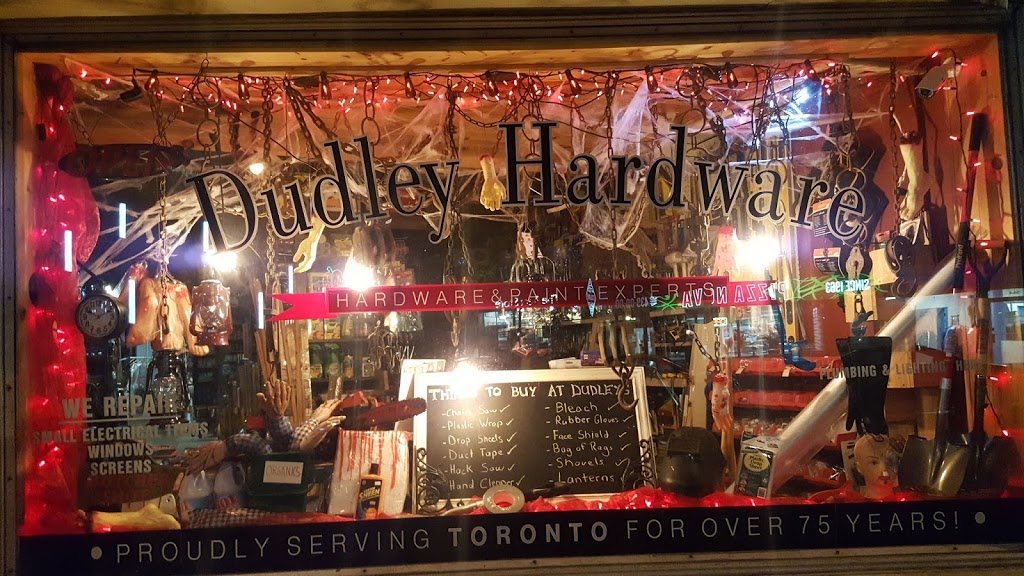 Dudley Hardware
HARDWARE & PAINT EXPERTS
THINGS TO BUY AT DUDLEY'S
- Chain Saw ✓
- Plastic Wrap ✓
- Drop Sheets ✓
- Duct Tape ✓
- Hack Saw ✓
- Hand Cleaner ✓
- Bleach ✓
- Rubber Gloves ✓
- Face Shield ✓
- Bag of Rags ✓
- Shovels ✓
- Lanterns ✓
WE REPAIR
SMALL ELECTRICAL
WINDOWS
SCREENS
PLUMBING & LIGHTING
ORGANS
• PROUDLY SERVING TORONTO FOR OVER 75 YEARS! •